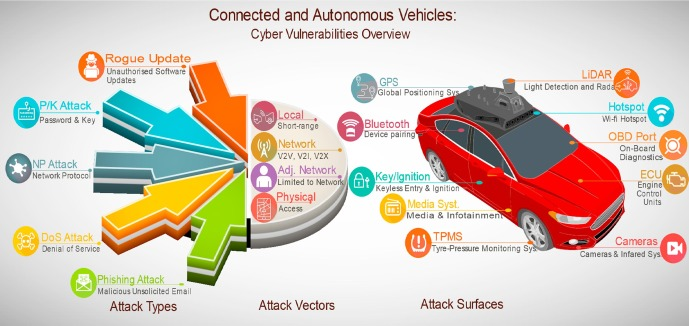 Connected and Autonomous Vehicles:
Cyber Vulnerabilities Overview
Rogue Update
Unauthorised Software
Updates
P/K Attack
Password & Key
NP Attack
Network Protocol
DoS Attack
Denial of Service
Phishing Attack
Malicious Unsolicited Email
Attack Types
Local
Short-range
Network
V2V, V2I, V2X
Adj. Network
Limited to Network
Physical
Access
Attack Vectors
GPS
Global Positioning Sys.
Bluetooth
Device pairing
Key/Ignition
Keyless Entry & Ignition
Media Syst.
Media & Infotainment
TPMS
Tyre-Pressure Monitoring Sys.
LiDAR
Light Detection and Radar
Hotspot
Wi-fi Hotspot
OBD Port
On-Board
Diagnostics
ECU
Engine
Control
Units
Cameras
Cameras & Infared Sys
Attack Surfaces